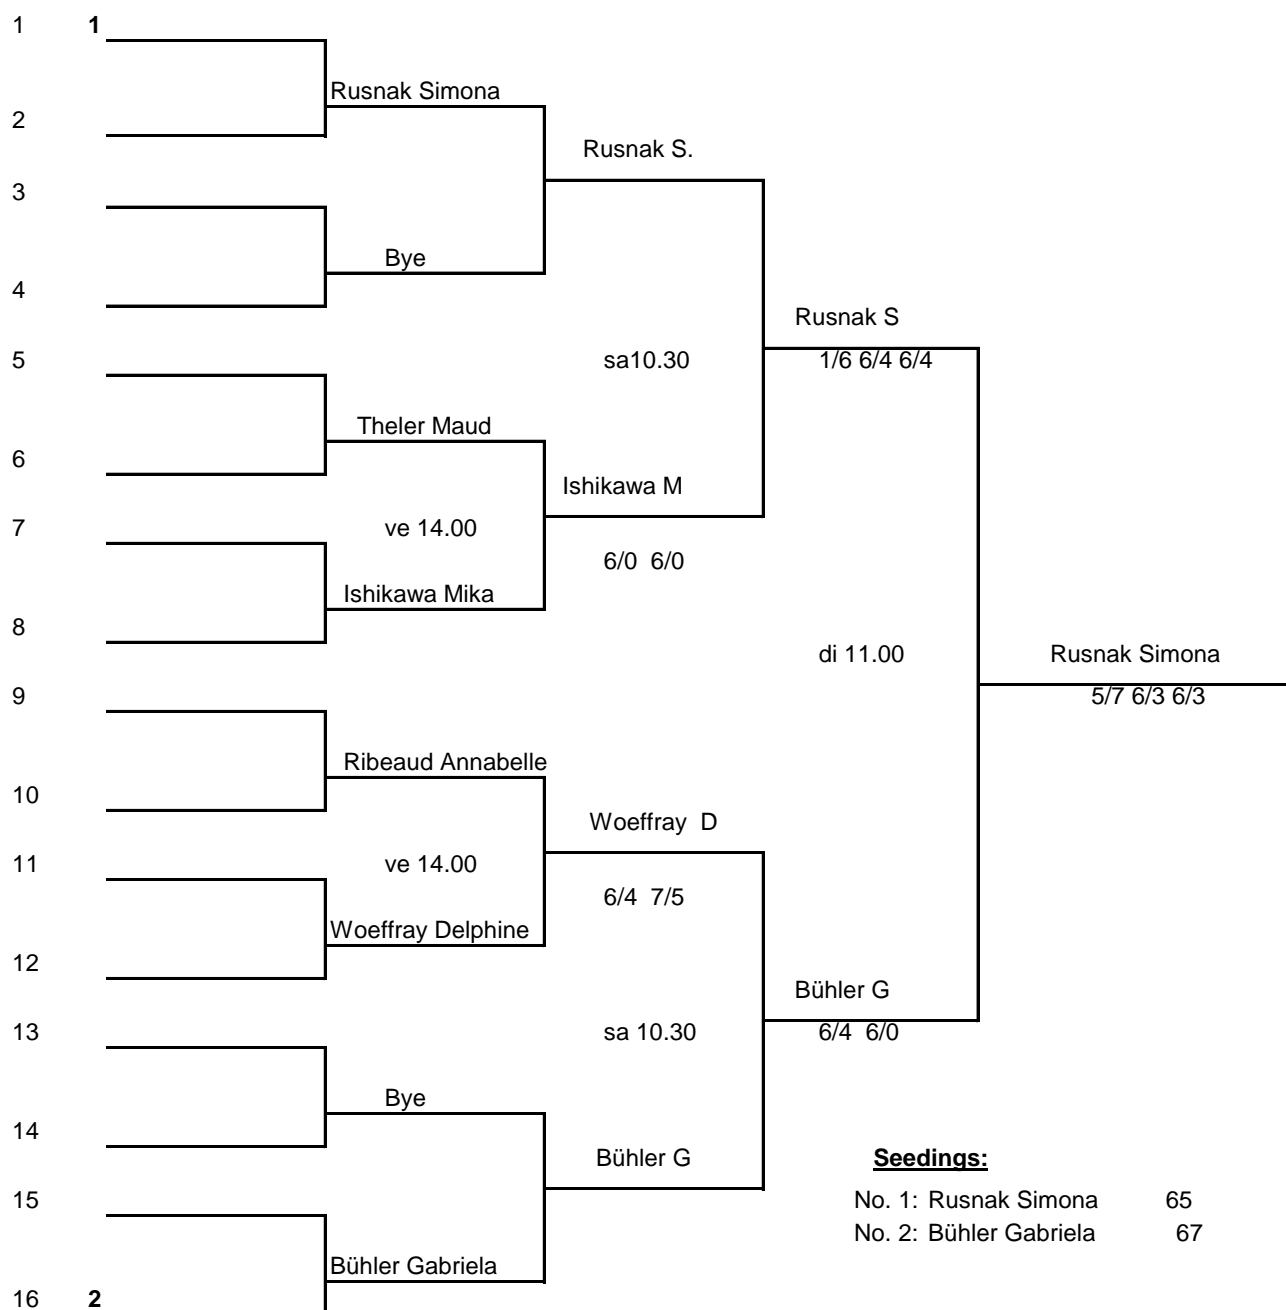 1 1
Rusnak Simona
2
Rusnak S.
3
Bye
4
Rusnak S
5 sa10.30 1/6 6/4 6/4
Theler Maud
6
Ishikawa M
7 ve 14.00
6/0 6/0
Ishikawa Mika
8
di 11.00 Rusnak Simona
9 5/7 6/3 6/3
Ribeaud Annabelle
10
Woeffray D
11 ve 14.00
6/4 7/5
Woeffray Delphine
12
Bühler G
13 sa 10.30 6/4 6/0
Bye
14
Bühler G Seedings:
15 No. 1: Rusnak Simona 65
No. 2: Bühler Gabriela 67
Bühler Gabriela
16 2